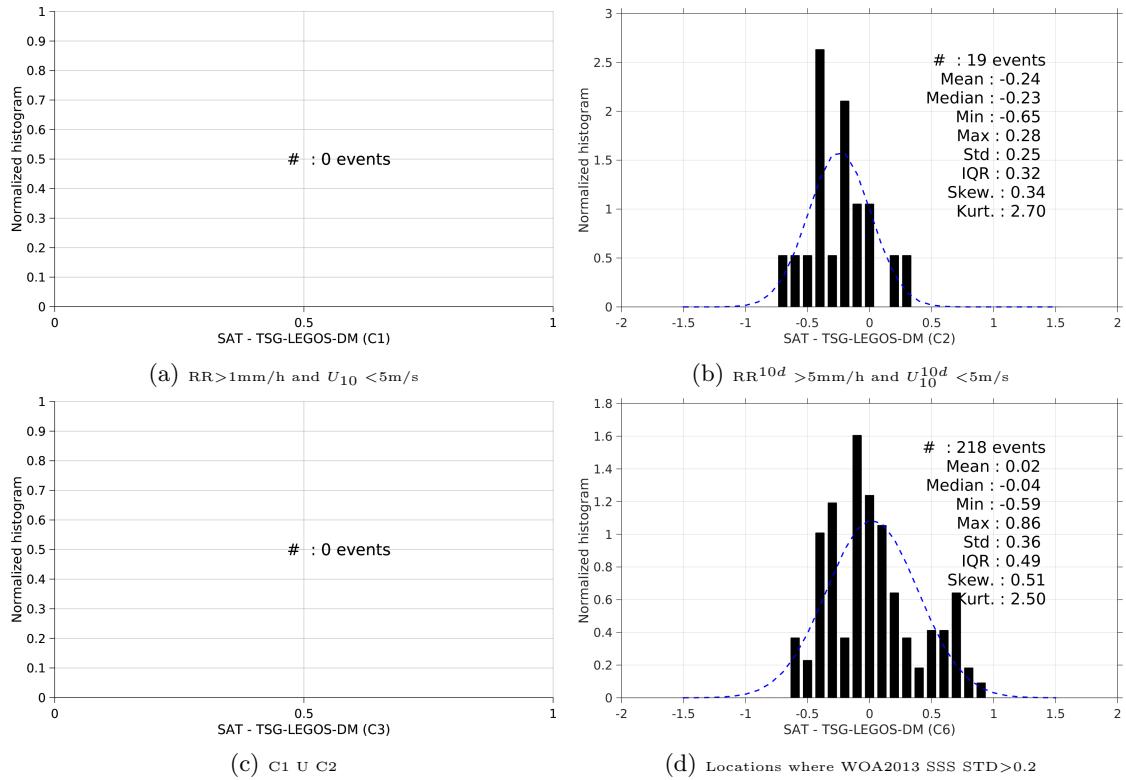 1
0.9
0.8
0.7
0.6
0.5
0.4
0.3
0.2
0.1
0
Normalized histogram
# : 0 events
0 0.5 1
SAT - TSG-LEGOS-DM (C1)
(a) RR>1mm/h and U10 <5m/s
3
2.5
2
1.5
1
0.5
0
Normalized histogram
# : 19 events
Mean : -0.24
Median : -0.23
Min : -0.65
Max : 0.28
Std : 0.25
IQR : 0.32
Skew. : 0.34
Kurt. : 2.70
-2 -1.5 -1 -0.5 0 0.5 1 1.5 2
SAT - TSG-LEGOS-DM (C2)
(b) RR^10d >5mm/h and U10^10d <5m/s
1
0.9
0.8
0.7
0.6
0.5
0.4
0.3
0.2
0.1
0
Normalized histogram
# : 0 events
0 0.5 1
SAT - TSG-LEGOS-DM (C3)
(c) C1 U C2
1.8
1.6
1.4
1.2
1
0.8
0.6
0.4
0.2
0
Normalized histogram
# : 218 events
Mean : 0.02
Median : -0.04
Min : -0.59
Max : 0.86
Std : 0.36
IQR : 0.49
Skew. : 0.51
Kurt. : 2.50
-2 -1.5 -1 -0.5 0 0.5 1 1.5 2
SAT - TSG-LEGOS-DM (C6)
(d) Locations where WOA2013 SSS STD>0.2